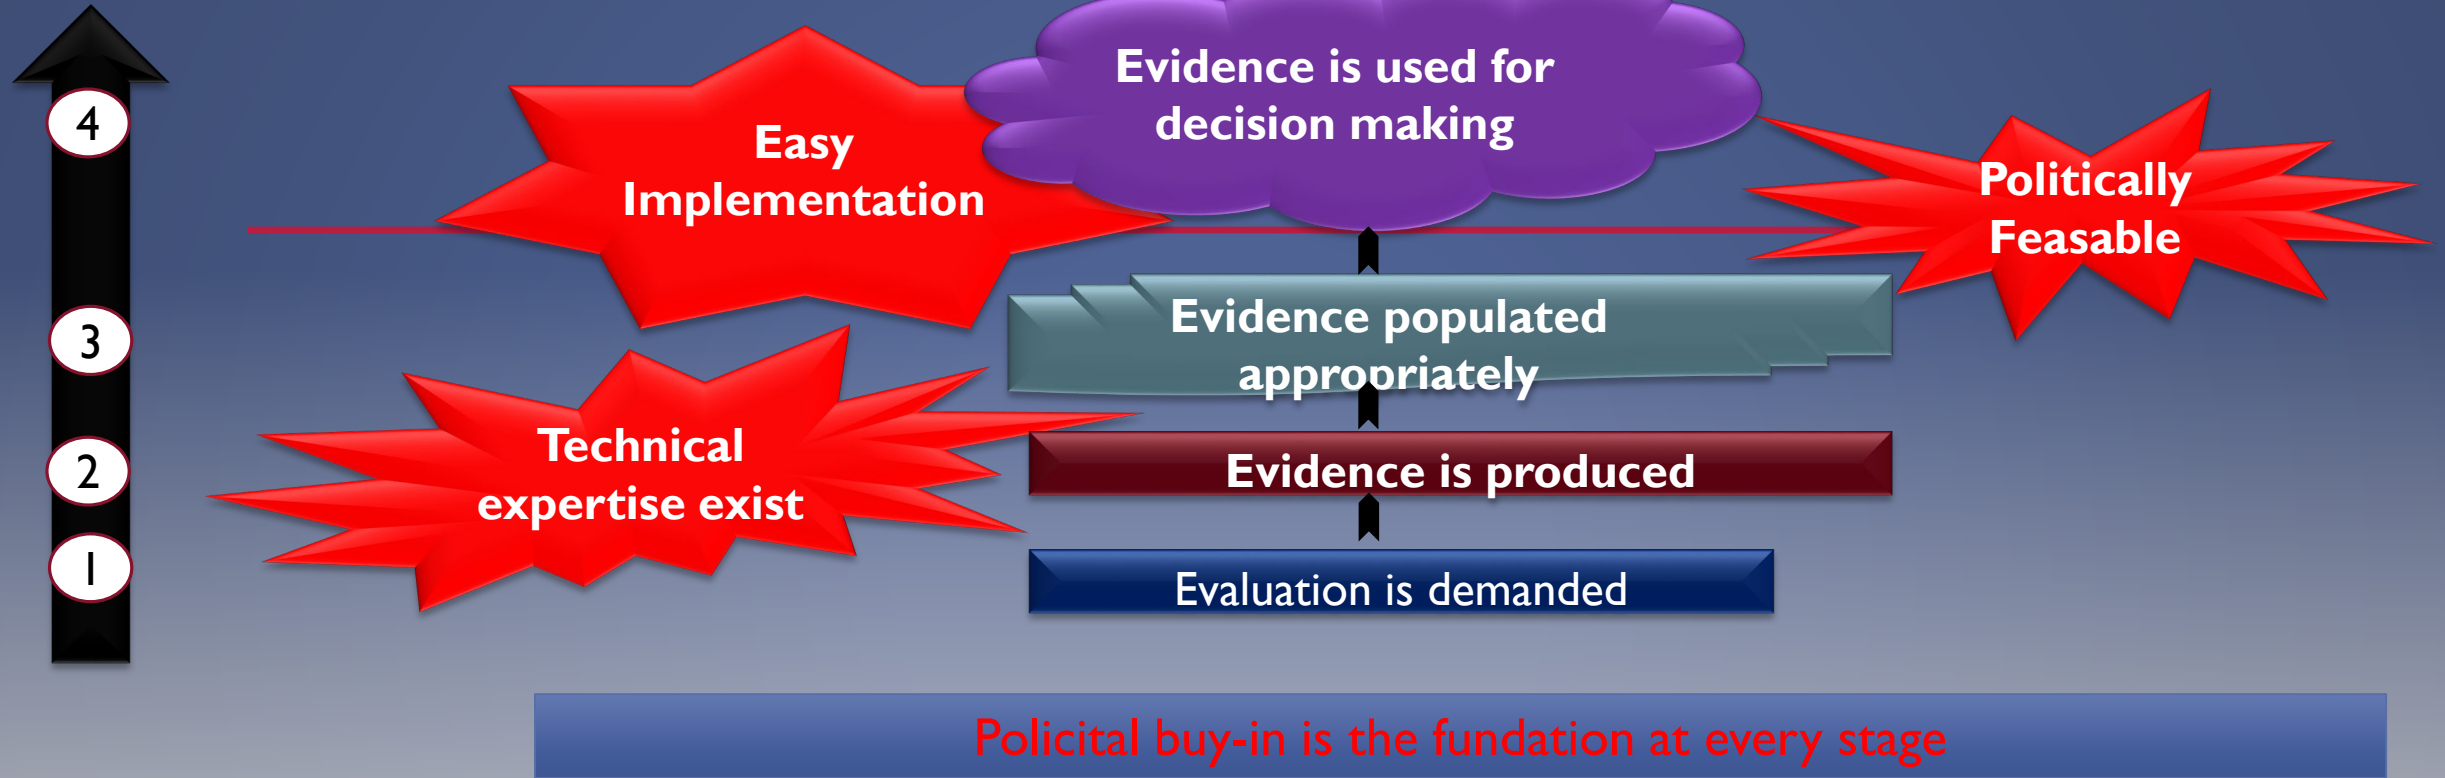 4
3
2
1
Easy
Implementation
Evidence is used for
decision making
Politically
Feasable
Evidence populated
appropriately
Technical
expertise exist
Evidence is produced
Evaluation is demanded
Policital buy-in is the fundation at every stage